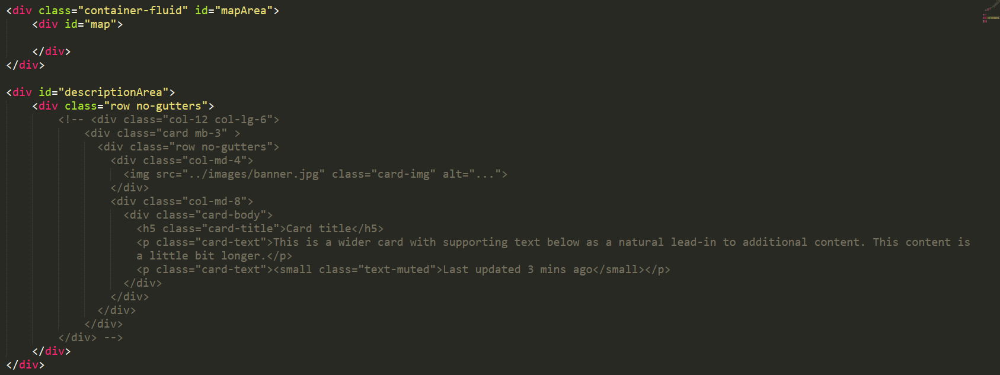 <div class="container-fluid" id="mapArea">
    <div id="map">

    </div>
</div>

<div id="descriptionArea">
    <div class="row no-gutters">
        <!-- <div class="col-12 col-lg-6">
            <div class="card mb-3" >
              <div class="row no-gutters">
                <div class="col-md-4">
                  <img src="../images/banner.jpg" class="card-img" alt="...">
                </div>
                <div class="col-md-8">
                  <div class="card-body">
                    <h5 class="card-title">Card title</h5>
                    <p class="card-text">This is a wider card with supporting text below as a natural lead-in to additional content. This content is
                    a little bit longer.</p>
                    <p class="card-text"><small class="text-muted">Last updated 3 mins ago</small></p>
                  </div>
                </div>
              </div>
            </div>
        </div> -->
    </div>
</div>